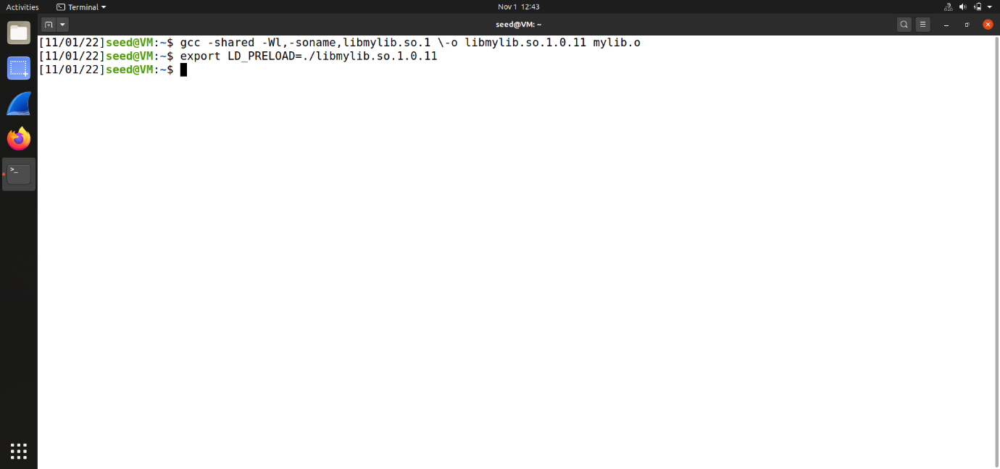 Activities Terminal Nov 1 12:43
seed@VM: ~
[11/01/22]seed@VM:~$ gcc -shared -Wl,-soname,libmylib.so.1 \-o libmylib.so.1.0.11 mylib.o
[11/01/22]seed@VM:~$ export LD_PRELOAD=./libmylib.so.1.0.11
[11/01/22]seed@VM:~$